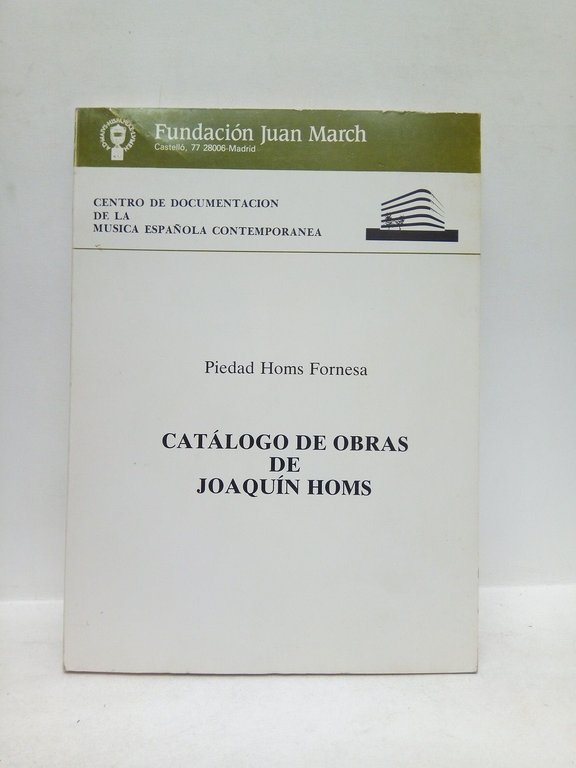 Fundación Juan March
Castelló, 77 28006-Madrid
CENTRO DE DOCUMENTACION
DE LA
MUSICA ESPAÑOLA CONTEMPORANEA
Piedad Homs Fornesa
CATÁLOGO DE OBRAS
DE
JOAQUÍN HOMS